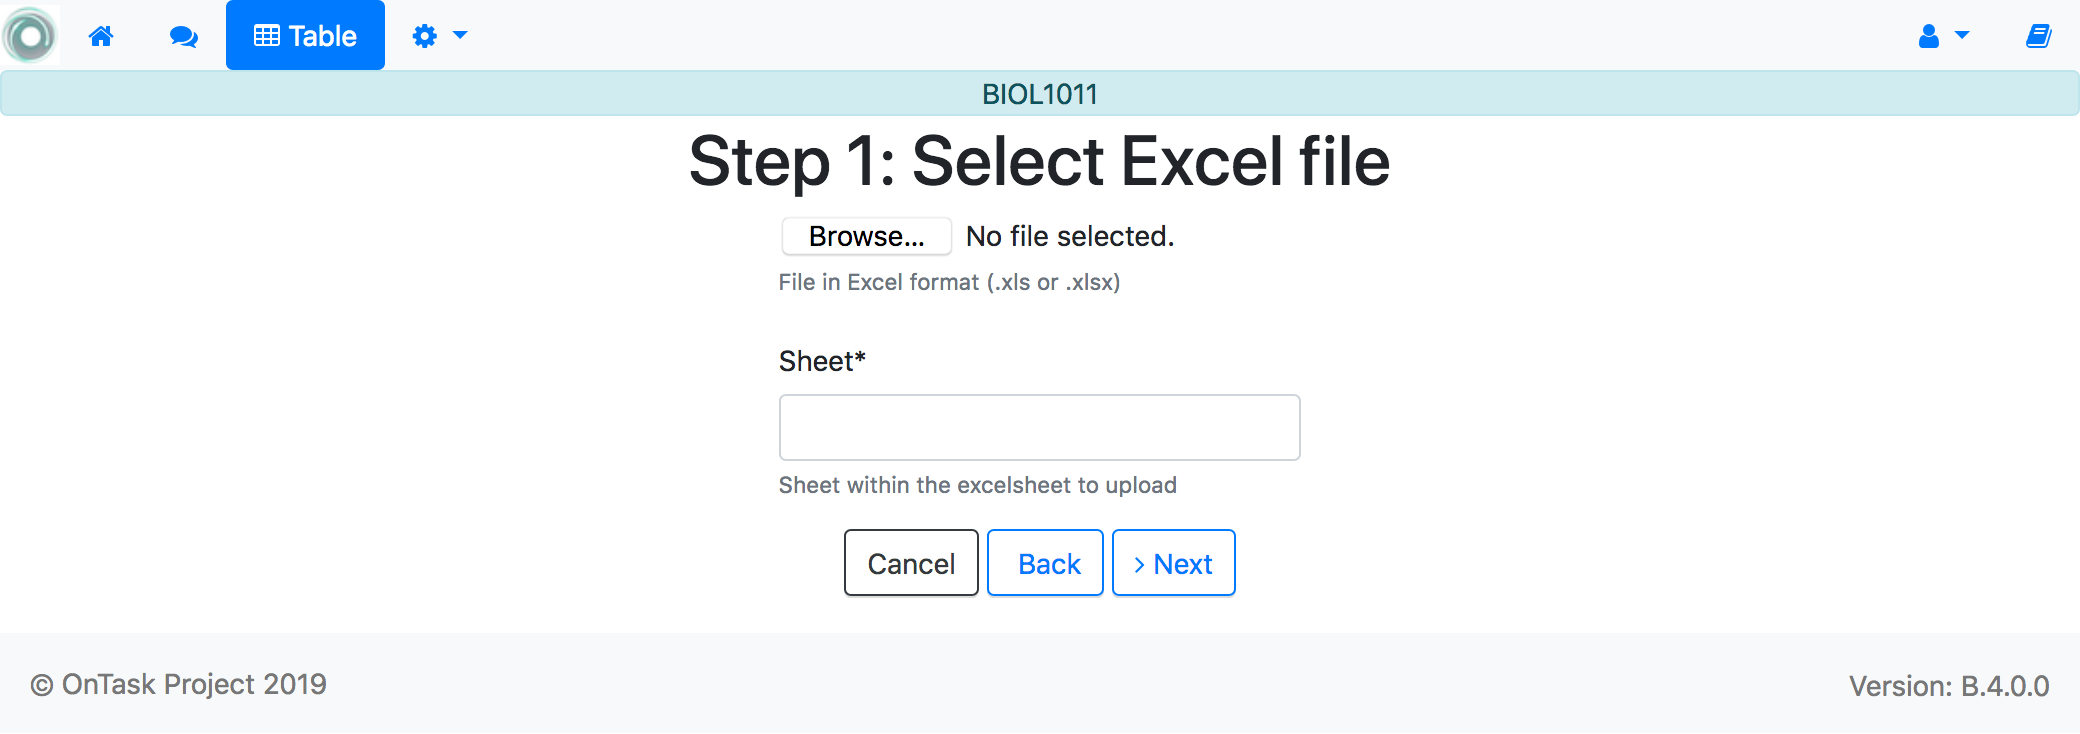 Table
BIOL1011
Step 1: Select Excel file
Browse... No file selected.
File in Excel format (.xls or .xlsx)
Sheet*
Sheet within the excelsheet to upload
Cancel Back > Next
© OnTask Project 2019 Version: B.4.0.0